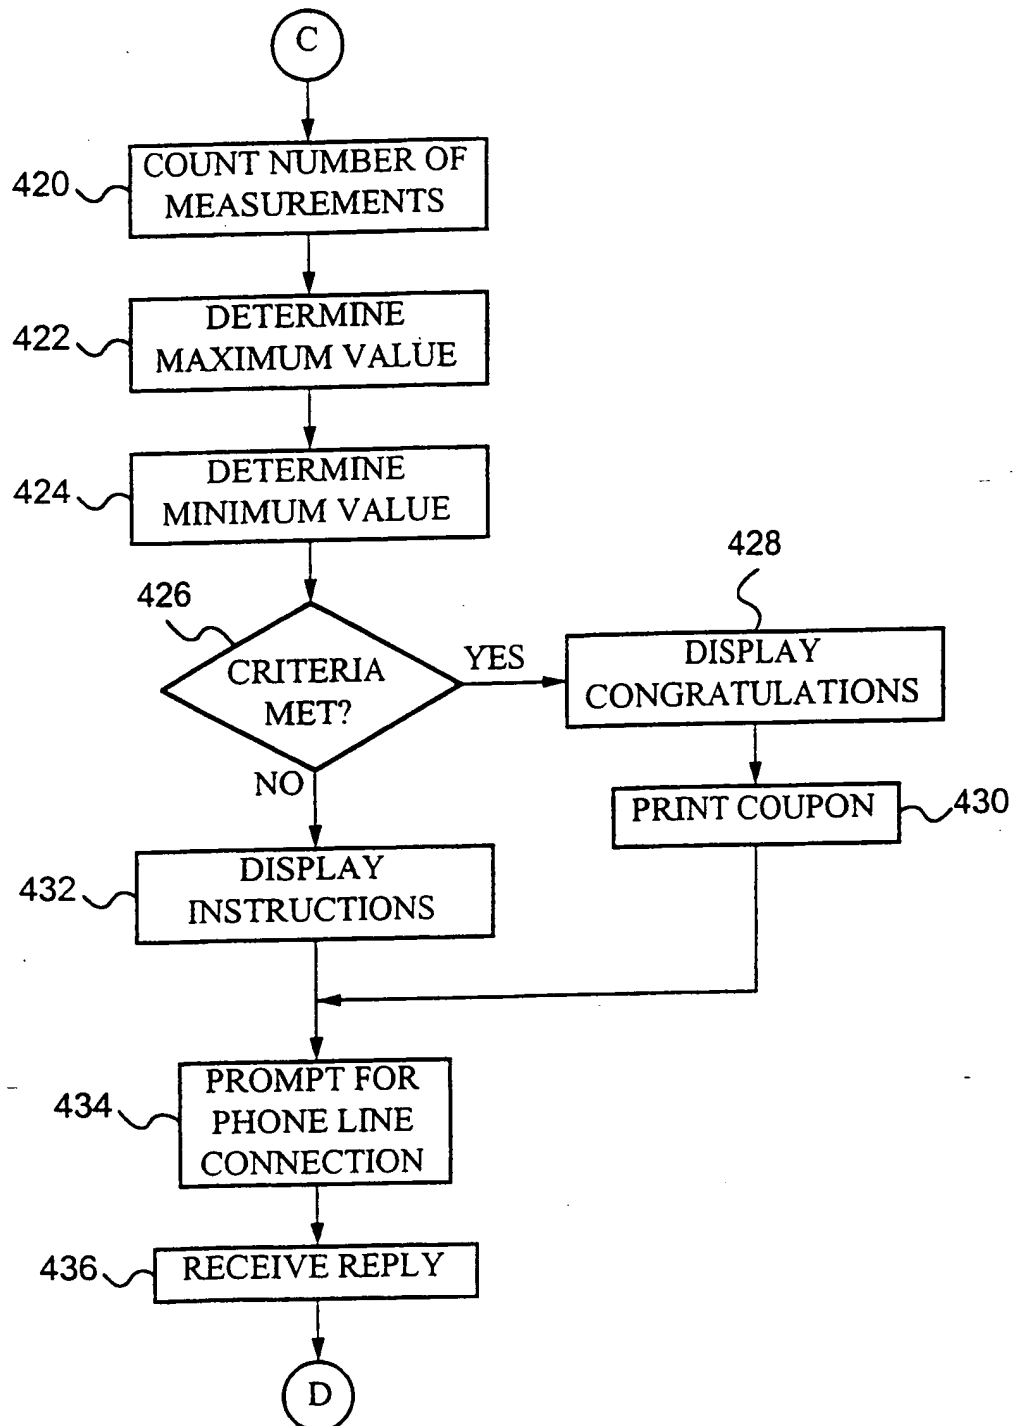 C
420
COUNT NUMBER OF
MEASUREMENTS
422
DETERMINE
MAXIMUM VALUE
424
DETERMINE
MINIMUM VALUE
426
CRITERIA
MET?
YES
428
DISPLAY
CONGRATULATIONS
NO
PRINT COUPON
430
432
DISPLAY
INSTRUCTIONS
434
PROMPT FOR
PHONE LINE
CONNECTION
436
RECEIVE REPLY
D